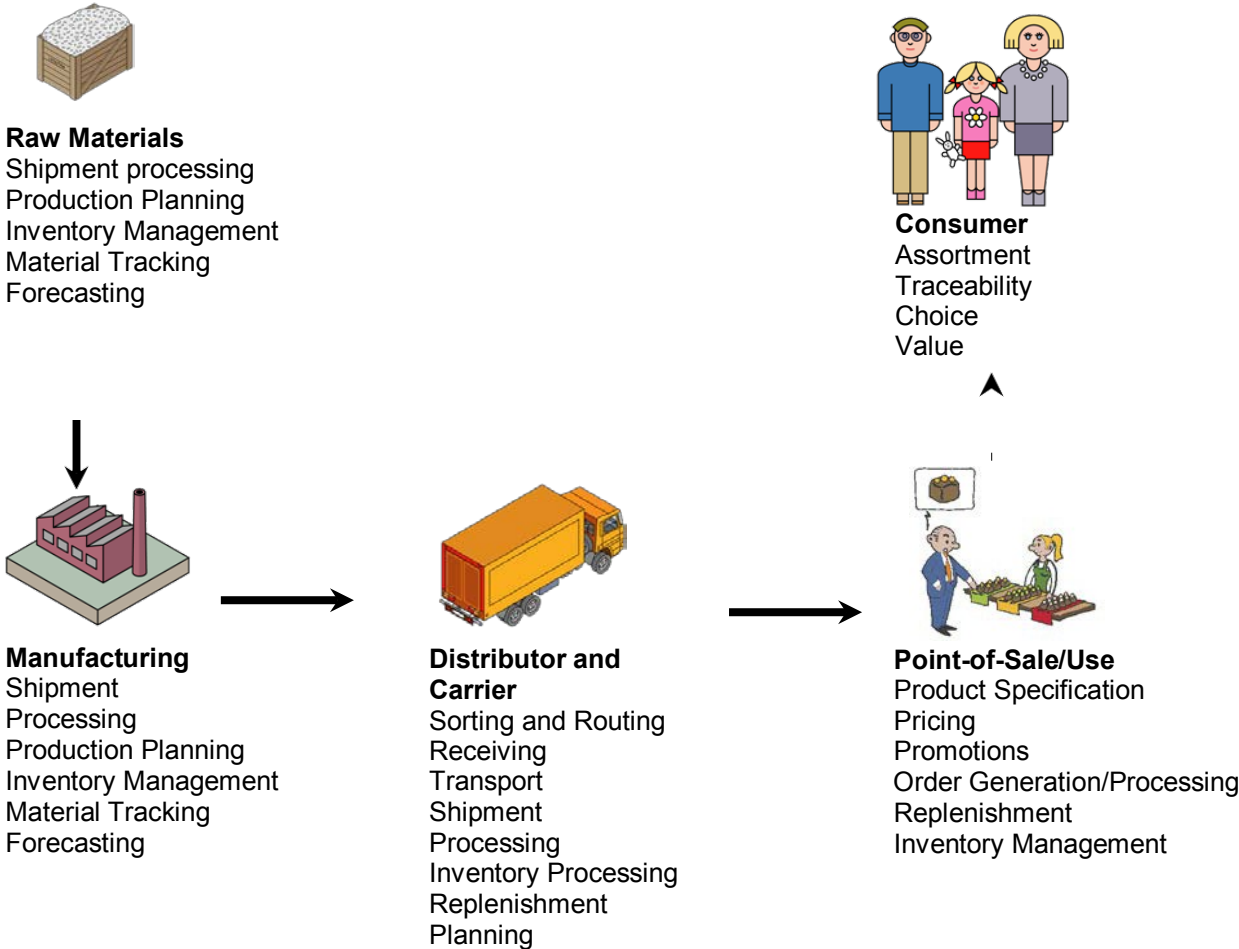 Raw Materials
Shipment processing
Production Planning
Inventory Management
Material Tracking
Forecasting
Consumer
Assortment
Traceability
Choice
Value
Manufacturing
Shipment
Processing
Production Planning
Inventory Management
Material Tracking
Forecasting
Distributor and
Carrier
Sorting and Routing
Receiving
Transport
Shipment
Processing
Inventory Processing
Replenishment
Planning
Point-of-Sale/Use
Product Specification
Pricing
Promotions
Order Generation/Processing
Replenishment
Inventory Management